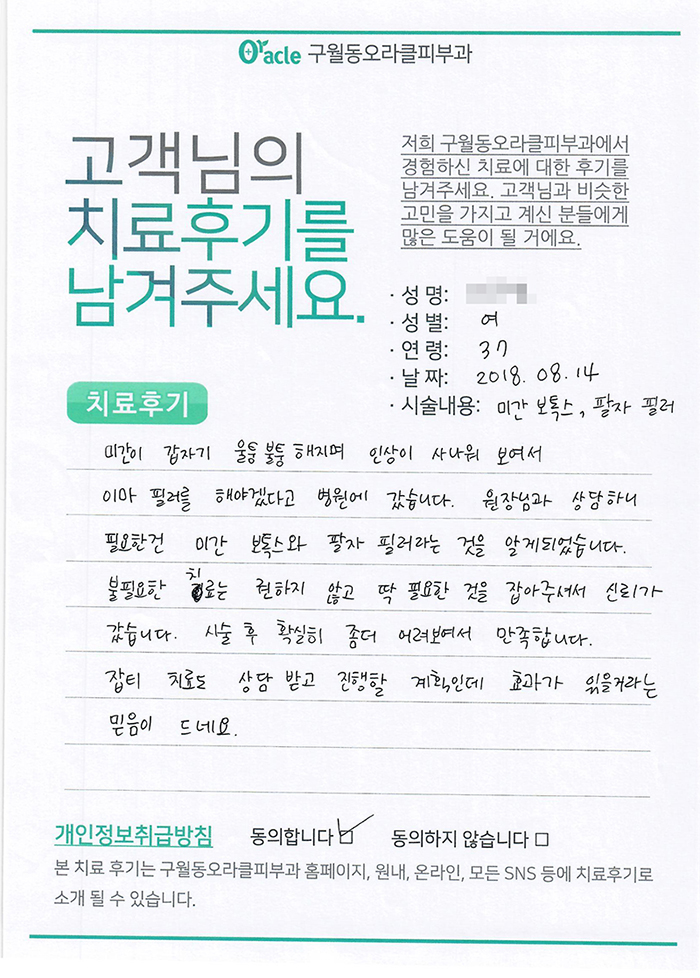 Oracle 구월동오라클피부과
고객님의
치료후기를
남겨주세요.
저희 구월동오라클피부과에서
경험하신 치료에 대한 후기를
남겨주세요. 고객님과 비슷한
고민을 가지고 계신 분들에게
많은 도움이 될 거에요.
· 성 명:
· 성 별: 여
· 연 령: 37
· 날 짜: 2018. 08. 14
· 시술내용: 미간 보톡스, 팔자 필러
치료후기
미간이 갑자기 울퉁 불퉁 해지며 인상이 사나워 보여서
이마 필러를 해야겠다고 병원에 갔습니다. 원장님과 상담하니
필요한건 미간 보톡스와 팔자 필러라는 것을 알게되었습니다.
불필요한 치료는 권하지 않고 딱 필요한 것을 잡아주셔서 신뢰가
갔습니다. 시술 후 확실히 좀더 어려보여서 만족합니다.
잡티 치료도 상담 받고 진행할 계획인데 효과가 있을거라는
믿음이 드네요.
개인정보취급방침 동의합니다 동의하지 않습니다
본 치료 후기는 구월동오라클피부과 홈페이지, 원내, 온라인, 모든 SNS 등에 치료후기로
소개 될 수 있습니다.